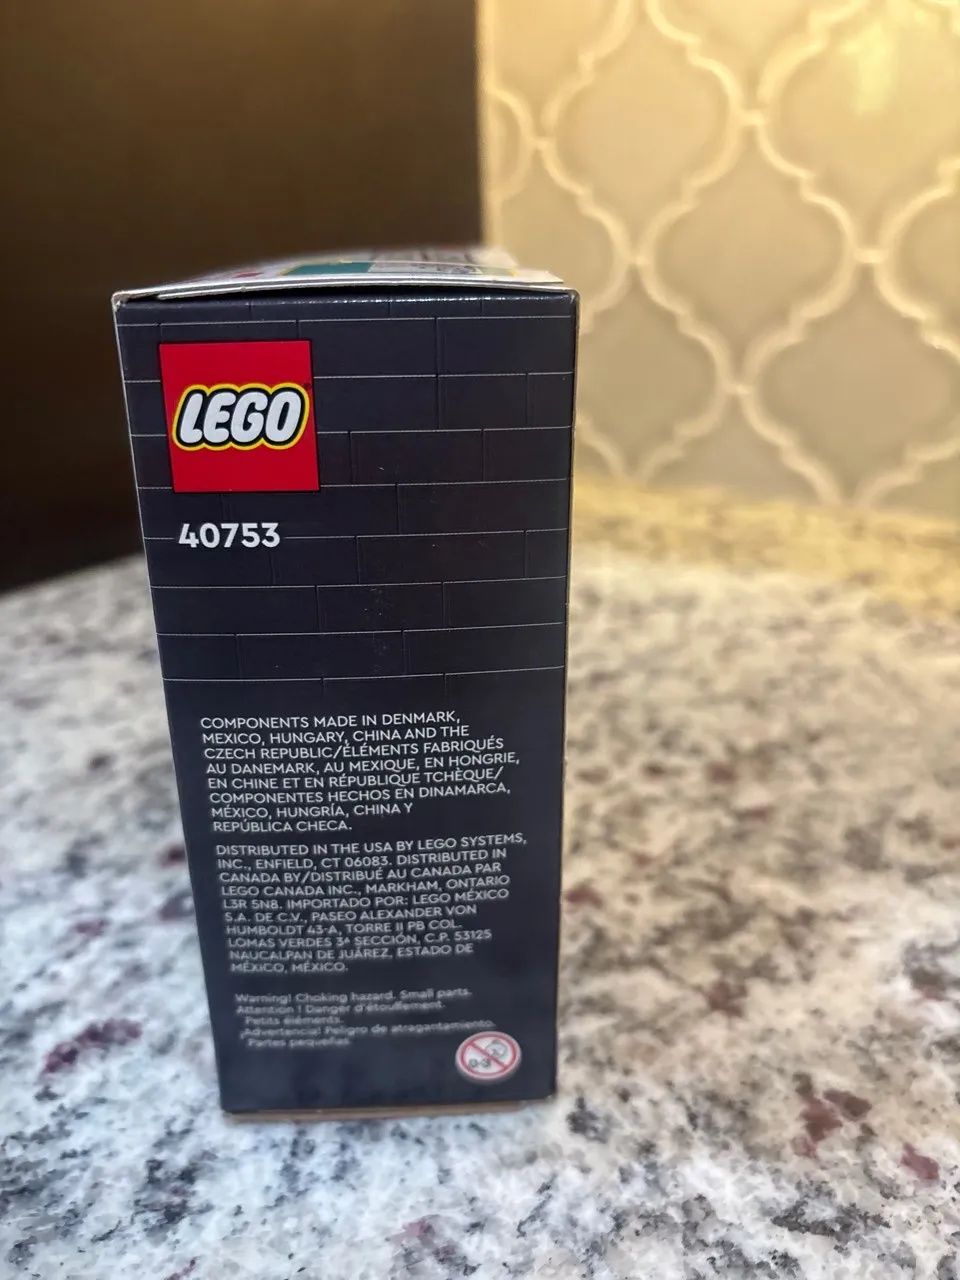 LEGO
40753
COMPONENTS MADE IN DENMARK,
MEXICO, HUNGARY, CHINA AND THE
CZECH REPUBLIC/ÉLÉMENTS FABRIQUÉS
AU DANEMARK, AU MEXIQUE, EN HONGRIE,
EN CHINE ET EN RÉPUBLIQUE TCHÈQUE/
COMPONENTES HECHOS EN DINAMARCA,
MÉXICO, HUNGRÍA, CHINA Y
REPÚBLICA CHECA.
DISTRIBUTED IN THE USA BY LEGO SYSTEMS,
INC., ENFIELD, CT 06083. DISTRIBUTED IN
CANADA BY/DISTRIBUÉ AU CANADA PAR
LEGO CANADA INC., MARKHAM, ONTARIO
L3R 5N8. IMPORTADO POR: LEGO MÉXICO
S.A. DE C.V., PASEO ALEXANDER VON
HUMBOLDT 43-A, TORRE II PB COL.
LOMAS VERDES 3ª SECCIÓN, C.P. 53125
NAUCALPAN DE JUÁREZ, ESTADO DE
MÉXICO, MÉXICO.
Warning! Choking hazard. Small parts.
Attention ! Danger d'étouffement.
Petits éléments.
¡Advertencia! Peligro de atragantamiento.
Partes pequeñas.
0-3